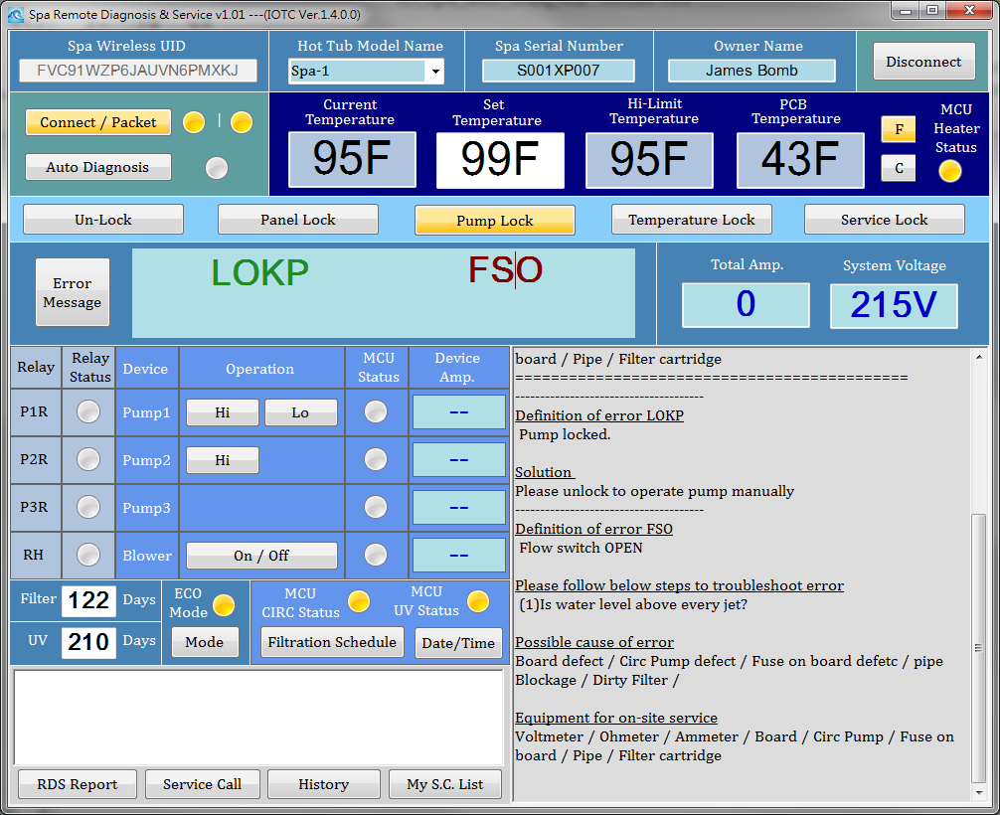 Spa Remote Diagnosis & Service v1.01 ---(IOTC Ver.1.4.0.0)
Spa Wireless UID
Hot Tub Model Name
Spa Serial Number
Owner Name
FVC91WZP6JAUVN6PMXKJ
Spa-1
S001XP007
James Bomb
Disconnect
Connect / Packet
|
Auto Diagnosis
Current
Temperature
95F
Set
Temperature
99F
Hi-Limit
Temperature
95F
PCB
Temperature
43F
F
C
MCU
Heater
Status
Un-Lock
Panel Lock
Pump Lock
Temperature Lock
Service Lock
Error
Message
LOKP
FSO
Total Amp.
0
System Voltage
215V
Relay
Relay
Status
Device
Operation
MCU
Status
Device
Amp.
P1R
Pump1
Hi
Lo
--
P2R
Pump2
Hi
--
P3R
Pump3
--
RH
Blower
On / Off
--
Filter
122
Days
UV
210
Days
ECO
Mode
Mode
MCU
CIRC Status
MCU
UV Status
Filtration Schedule
Date/Time
RDS Report
Service Call
History
My S.C. List
board / Pipe / Filter cartridge
============================================
--------------------------------------
Definition of error LOKP
Pump locked.
Solution
Please unlock to operate pump manually
--------------------------------------
Definition of error FSO
Flow switch OPEN
Please follow below steps to troubleshoot error
(1)Is water level above every jet?
Possible cause of error
Board defect / Circ Pump defect / Fuse on board defetc / pipe
Blockage / Dirty Filter /
Equipment for on-site service
Voltmeter / Ohmeter / Ammeter / Board / Circ Pump / Fuse on
board / Pipe / Filter cartridge